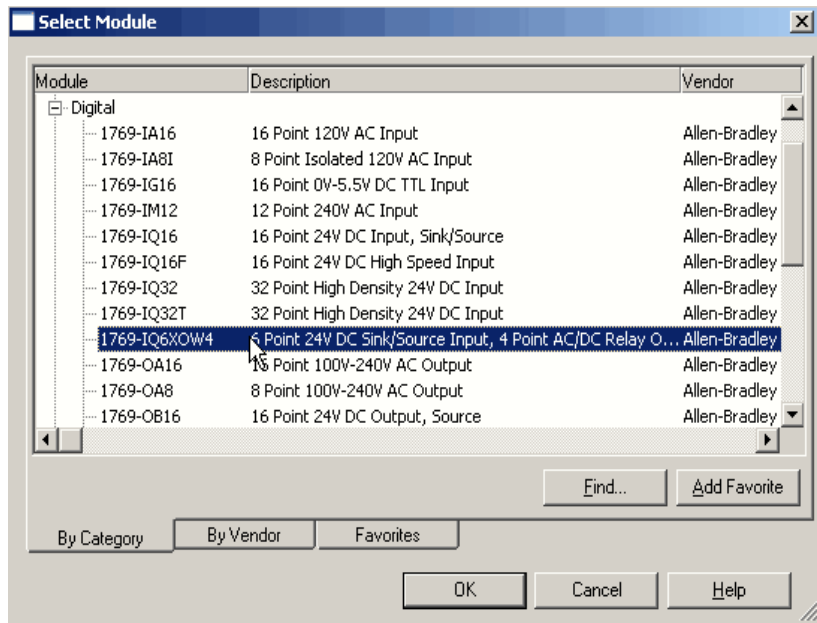 Select Module
Module Description Vendor
Digital
1769-IA16 16 Point 120V AC Input Allen-Bradley
1769-IA8I 8 Point Isolated 120V AC Input Allen-Bradley
1769-IG16 16 Point 0V-5.5V DC TTL Input Allen-Bradley
1769-IM12 12 Point 240V AC Input Allen-Bradley
1769-IQ16 16 Point 24V DC Input, Sink/Source Allen-Bradley
1769-IQ16F 16 Point 24V DC High Speed Input Allen-Bradley
1769-IQ32 32 Point High Density 24V DC Input Allen-Bradley
1769-IQ32T 32 Point High Density 24V DC Input Allen-Bradley
1769-IQ6XOW4 6 Point 24V DC Sink/Source Input, 4 Point AC/DC Relay O... Allen-Bradley
1769-OA16 16 Point 100V-240V AC Output Allen-Bradley
1769-OA8 8 Point 100V-240V AC Output Allen-Bradley
1769-OB16 16 Point 24V DC Output, Source Allen-Bradley
Find... Add Favorite
By Category By Vendor Favorites
OK Cancel Help